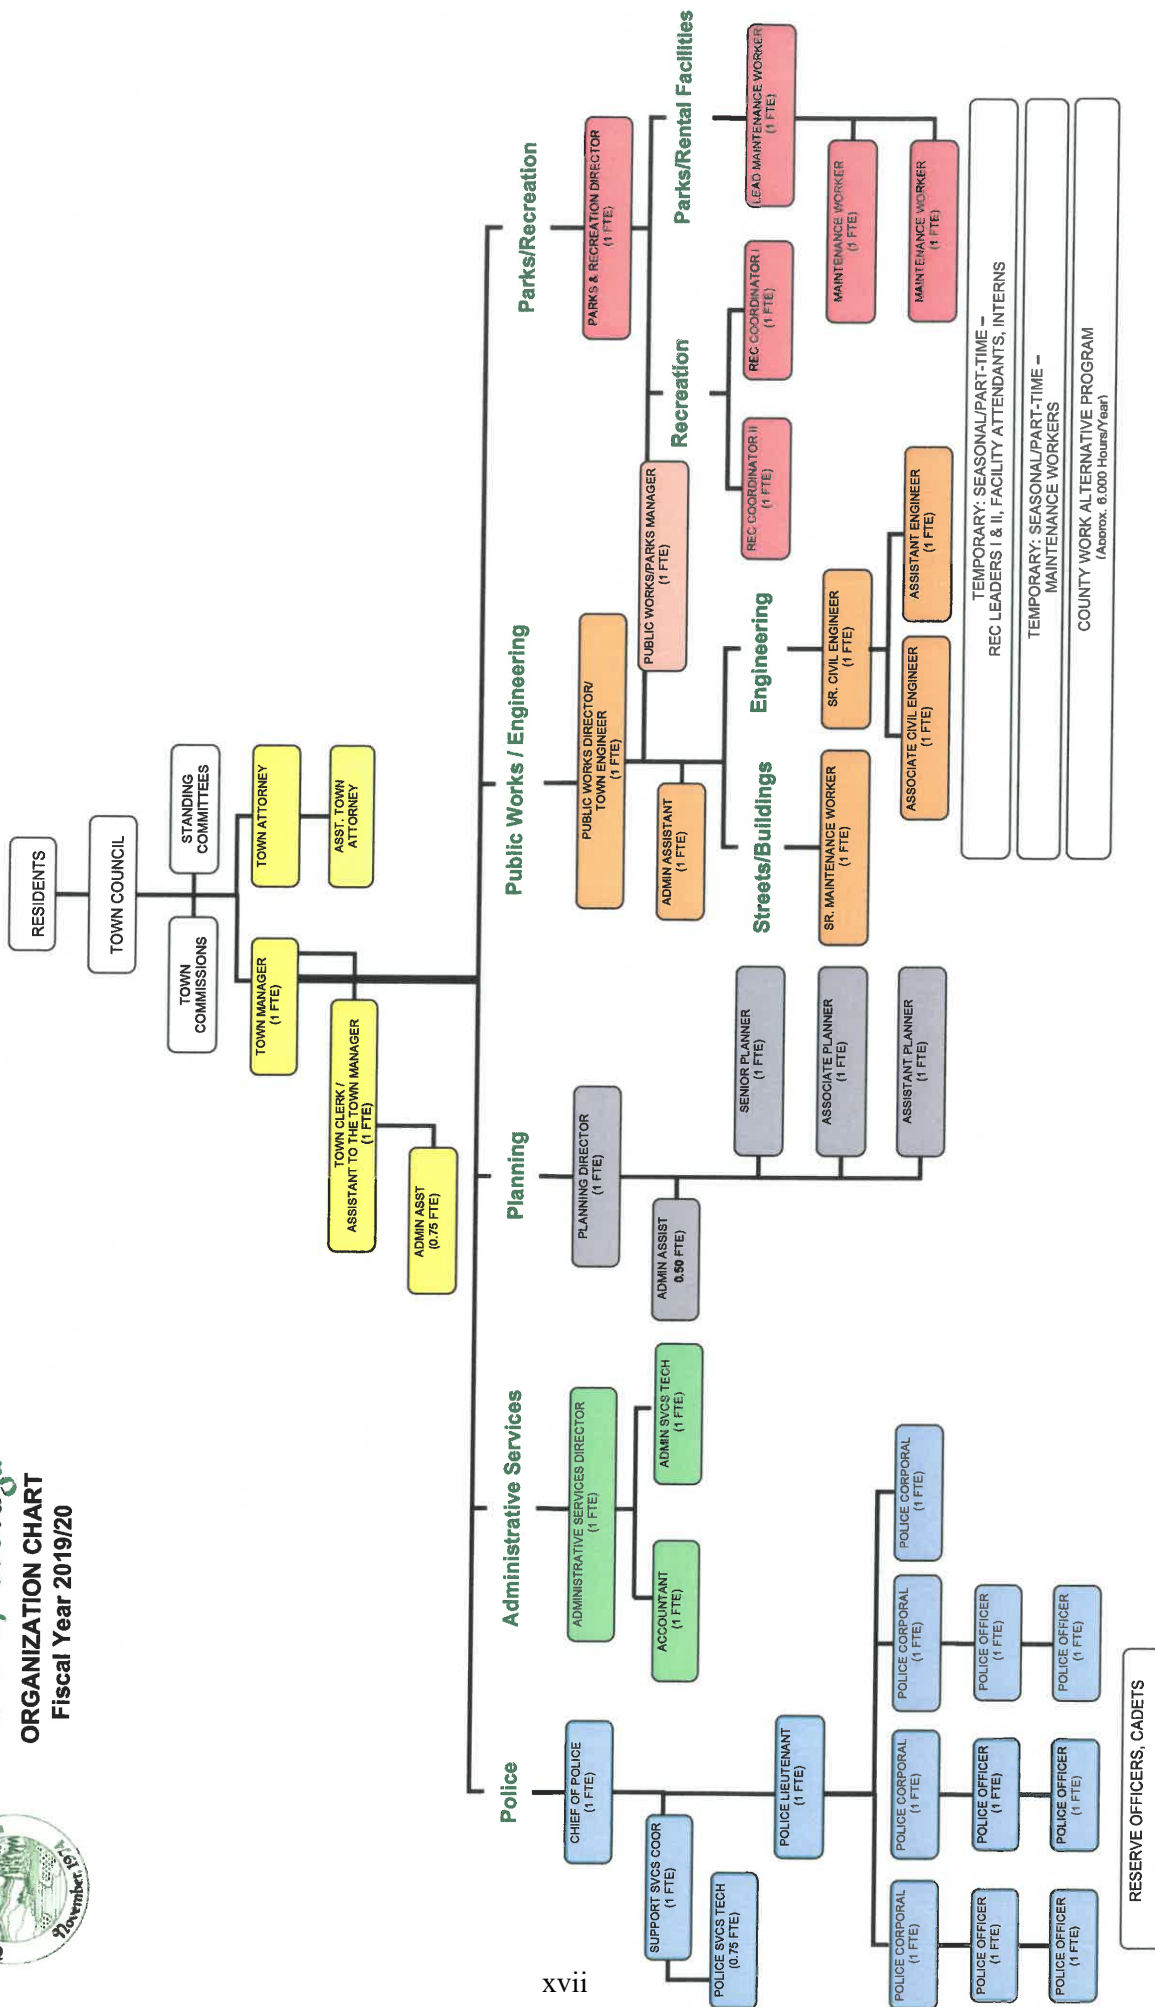 ORGANIZATION CHART
Fiscal Year 2019/20
November, 1974
RESIDENTS
TOWN COUNCIL
TOWN
COMMISSIONS
STANDING
COMMITTEES
TOWN MANAGER
(1 FTE)
TOWN ATTORNEY
ASST. TOWN
ATTORNEY
TOWN CLERK /
ASSISTANT TO THE TOWN MANAGER
(1 FTE)
ADMIN ASST
(0.75 FTE)
Police
CHIEF OF POLICE
(1 FTE)
SUPPORT SVCS COOR
(1 FTE)
POLICE SVCS TECH
(0.75 FTE)
POLICE LIEUTENANT
(1 FTE)
POLICE CORPORAL
(1 FTE)
POLICE CORPORAL
(1 FTE)
POLICE CORPORAL
(1 FTE)
POLICE CORPORAL
(1 FTE)
POLICE OFFICER
(1 FTE)
POLICE OFFICER
(1 FTE)
POLICE OFFICER
(1 FTE)
POLICE OFFICER
(1 FTE)
POLICE OFFICER
(1 FTE)
POLICE OFFICER
(1 FTE)
RESERVE OFFICERS, CADETS
Administrative Services
ADMINISTRATIVE SERVICES DIRECTOR
(1 FTE)
ACCOUNTANT
(1 FTE)
ADMIN SVCS TECH
(1 FTE)
Planning
PLANNING DIRECTOR
(1 FTE)
ADMIN ASSIST
0.50 FTE)
SENIOR PLANNER
(1 FTE)
ASSOCIATE PLANNER
(1 FTE)
ASSISTANT PLANNER
(1 FTE)
Public Works / Engineering
PUBLIC WORKS DIRECTOR/
TOWN ENGINEER
(1 FTE)
ADMIN ASSISTANT
(1 FTE)
PUBLIC WORKS/PARKS MANAGER
(1 FTE)
Streets/Buildings
SR. MAINTENANCE WORKER
(1 FTE)
Engineering
SR. CIVIL ENGINEER
(1 FTE)
ASSOCIATE CIVIL ENGINEER
(1 FTE)
ASSISTANT ENGINEER
(1 FTE)
Parks/Recreation
PARKS & RECREATION DIRECTOR
(1 FTE)
Recreation
REC COORDINATOR II
(1 FTE)
REC COORDINATOR I
(1 FTE)
Parks/Rental Facilities
LEAD MAINTENANCE WORKER
(1 FTE)
MAINTENANCE WORKER
(1 FTE)
MAINTENANCE WORKER
(1 FTE)
TEMPORARY: SEASONAL/PART-TIME –
REC LEADERS I & II, FACILITY ATTENDANTS, INTERNS
TEMPORARY: SEASONAL/PART-TIME –
MAINTENANCE WORKERS
COUNTY WORK ALTERNATIVE PROGRAM
(Approx. 6.000 Hours/Year)
xvii